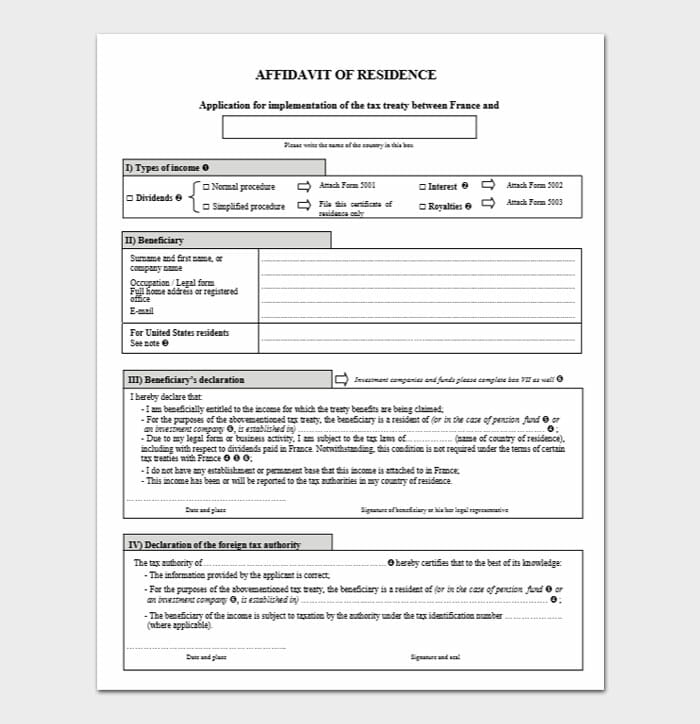 AFFIDAVIT OF RESIDENCE
Application for implementation of the tax treaty between France and
Please write the name of the country in this box
I) Types of income
☐ Dividends ❷
☐ Normal procedure ⇨ Attach Form 5001
☐ Simplified procedure ⇨ File this certificate of
residence only
☐ Interest ❷ ⇨ Attach Form 5002
☐ Royalties ❷ ⇨ Attach Form 5003
II) Beneficiary
Surname and first name, or
company name
Occupation / Legal form
Full home address or registered
office
E-mail
For United States residents
See note
III) Beneficiary's declaration
⇨ Investment companies and funds please complete box VII as well
I hereby declare that:
- I am beneficially entitled to the income for which the treaty benefits are being claimed;
- For the purposes of the abovementioned tax treaty, the beneficiary is a resident of (or in the case of pension fund or
an investment company , is established in) ........................ ;
- Due to my legal form or business activity, I am subject to the tax laws of................ (name of country of residence),
including with respect to dividends paid in France. Notwithstanding, this condition is not required under the terms of certain
tax treaties with France ;
- I do not have any establishment or permanent base that this income is attached to in France;
- This income has been or will be reported to the tax authorities in my country of residence.
Date and place
Signature of beneficiary or his/her legal representative
IV) Declaration of the foreign tax authority
The tax authority of ........................ hereby certifies that to the best of its knowledge:
- The information provided by the applicant is correct;
- For the purposes of the abovementioned tax treaty, the beneficiary is a resident of (or in the case of pension fund or
an investment company , is established in) ........................ ;
- The beneficiary of the income is subject to taxation by the authority under the tax identification number ................
(where applicable).
Date and place
Signature and seal